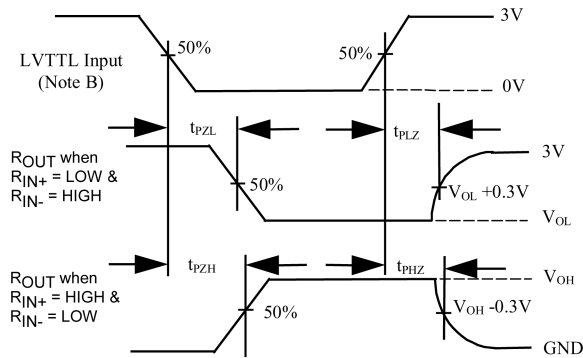 3V
50%
50%
LVTTL Input
(Note B)
0V
tPZL
tPLZ
ROUT when
RIN+ = LOW &
RIN- = HIGH
3V
50%
VOL +0.3V
VOL
tPZH
tPHZ
ROUT when
RIN+ = HIGH &
RIN- = LOW
VOH
50%
VOH -0.3V
GND